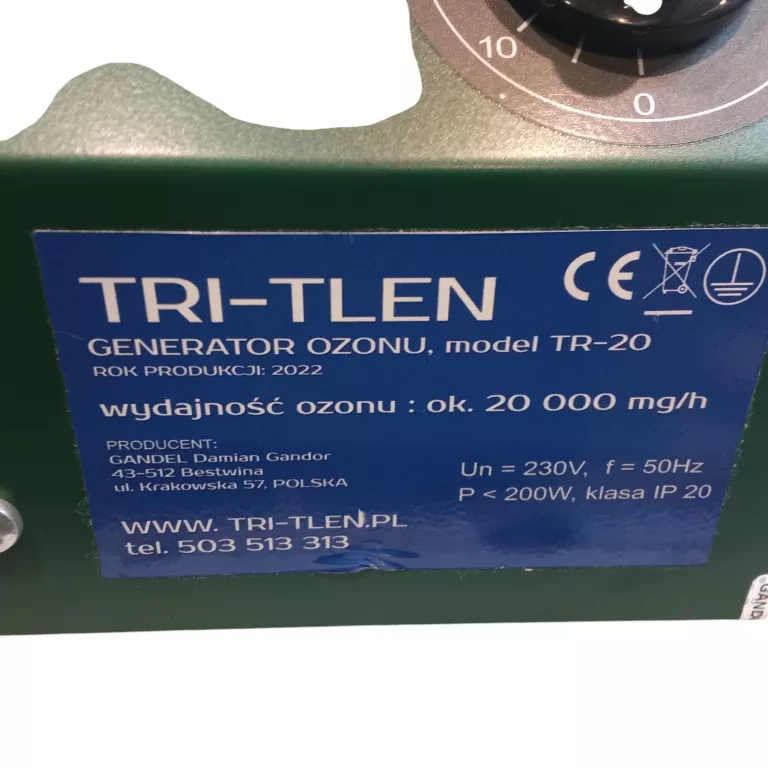 10
0
TRI-TLEN
CE
GENERATOR OZONU, model TR-20
ROK PRODUKCJI: 2022
wydajność ozonu : ok. 20 000 mg/h
PRODUCENT:
GANDEL Damian Gandor
43-512 Bestwina
ul. Krakowska 57, POLSKA
Un = 230V, f = 50Hz
P < 200W, klasa IP 20
WWW. TRI-TLEN.PL
tel. 503 513 313